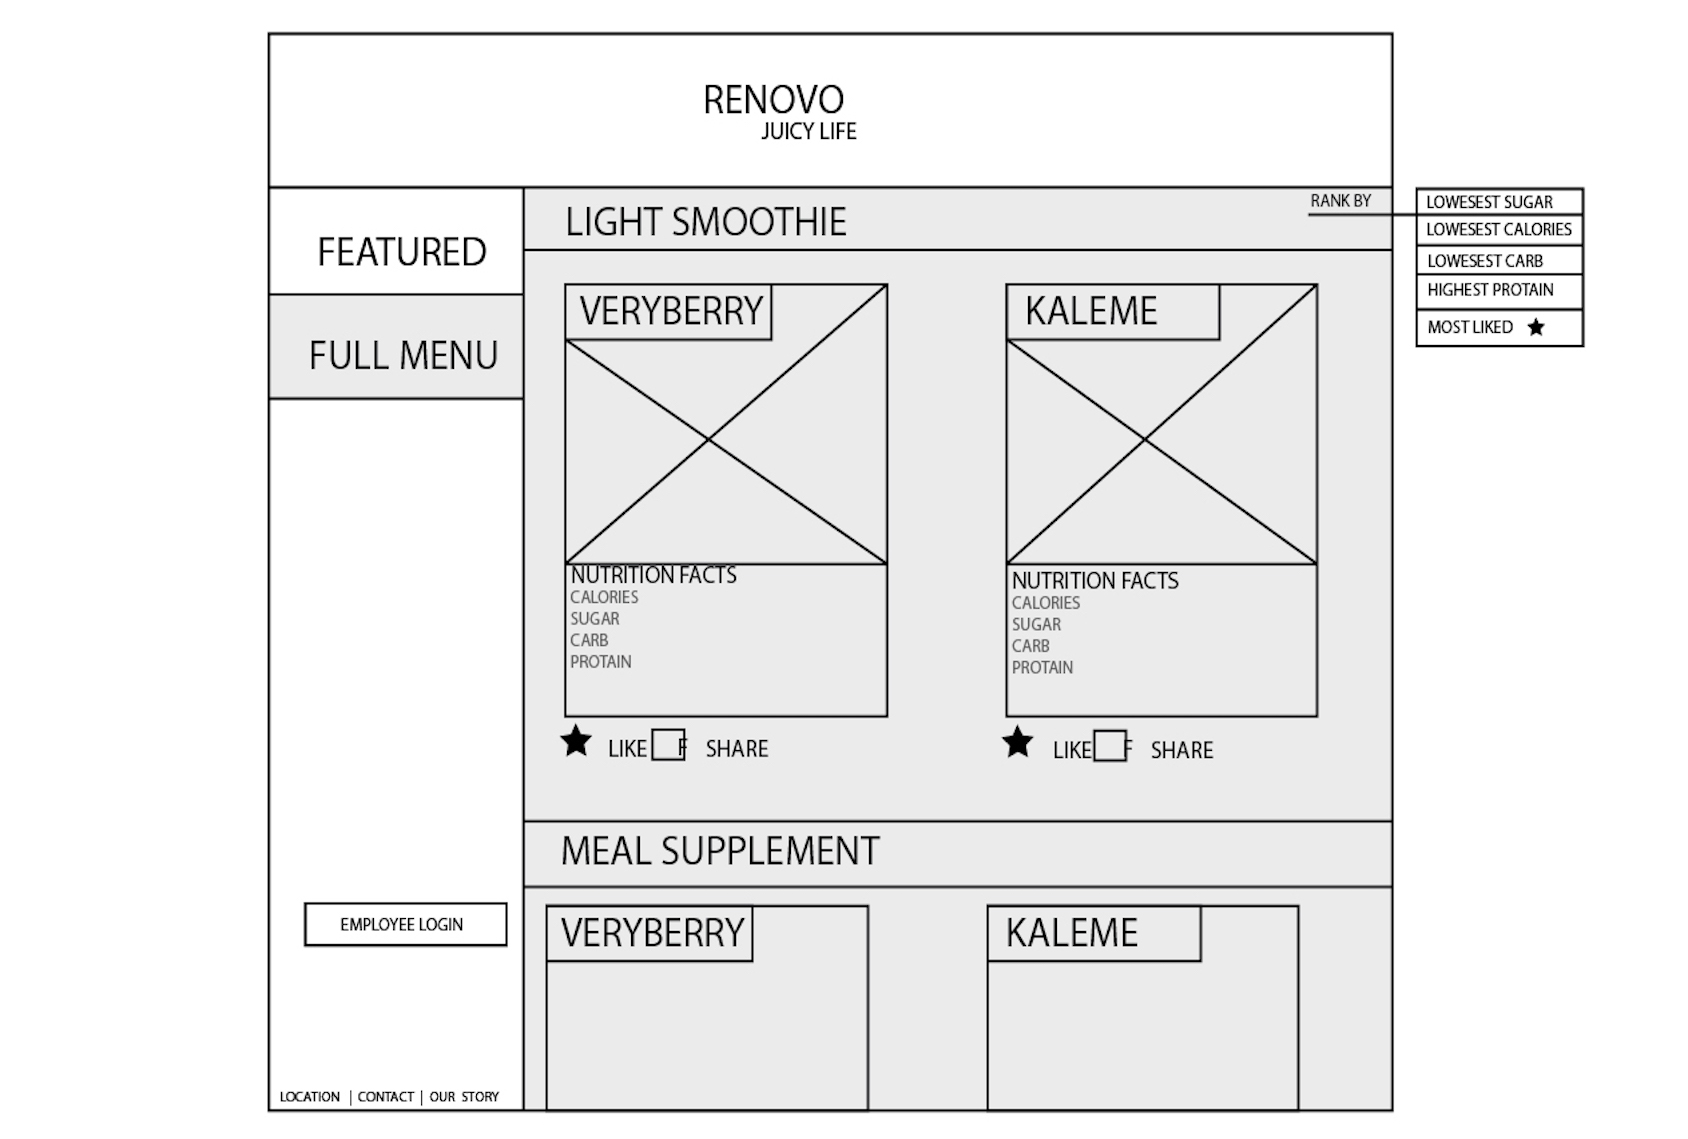 RENOVO
JUICY LIFE
FEATURED
FULL MENU
LIGHT SMOOTHIE
RANK BY
LOWESEST SUGAR
LOWESEST CALORIES
LOWESEST CARB
HIGHEST PROTAIN
MOST LIKED
VERYBERRY
NUTRITION FACTS
CALORIES
SUGAR
CARB
PROTAIN
LIKE F SHARE
KALEME
NUTRITION FACTS
CALORIES
SUGAR
CARB
PROTAIN
LIKE F SHARE
MEAL SUPPLEMENT
VERYBERRY
KALEME
EMPLOYEE LOGIN
LOCATION | CONTACT | OUR STORY